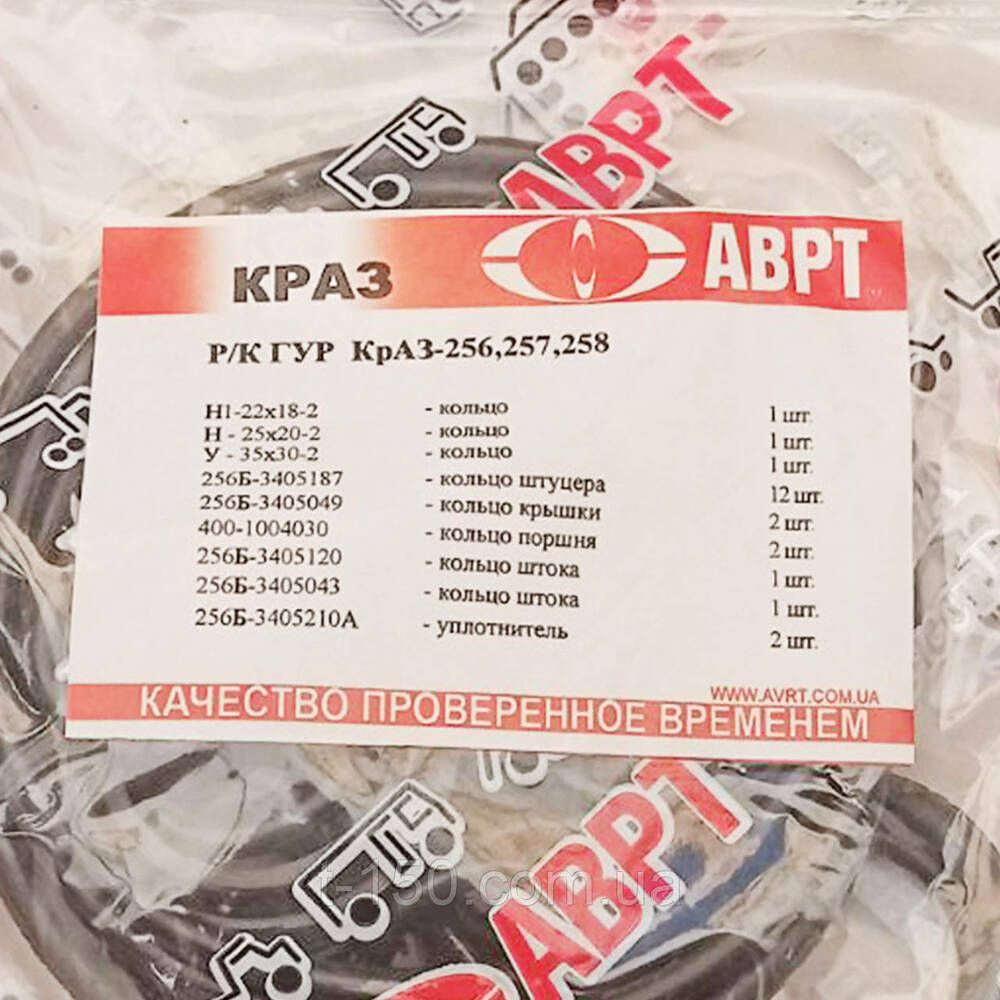 АВРТ
КРАЗ
АВРТ
Р/К ГУР КрАЗ-256,257,258
Н1-22х18-2 - кольцо 1 шт.
Н - 25х20-2 - кольцо 1 шт.
У - 35х30-2 - кольцо 1 шт.
256Б-3405187 - кольцо штуцера 12 шт.
256Б-3405049 - кольцо крышки 2 шт.
400-1004030 - кольцо поршня 2 шт.
256Б-3405120 - кольцо штока 1 шт.
256Б-3405043 - кольцо штока 1 шт.
256Б-3405210А - уплотнитель 2 шт.
WWW.AVRT.COM.UA
КАЧЕСТВО ПРОВЕРЕННОЕ ВРЕМЕНЕМ
t-150.com.ua
АВРТ